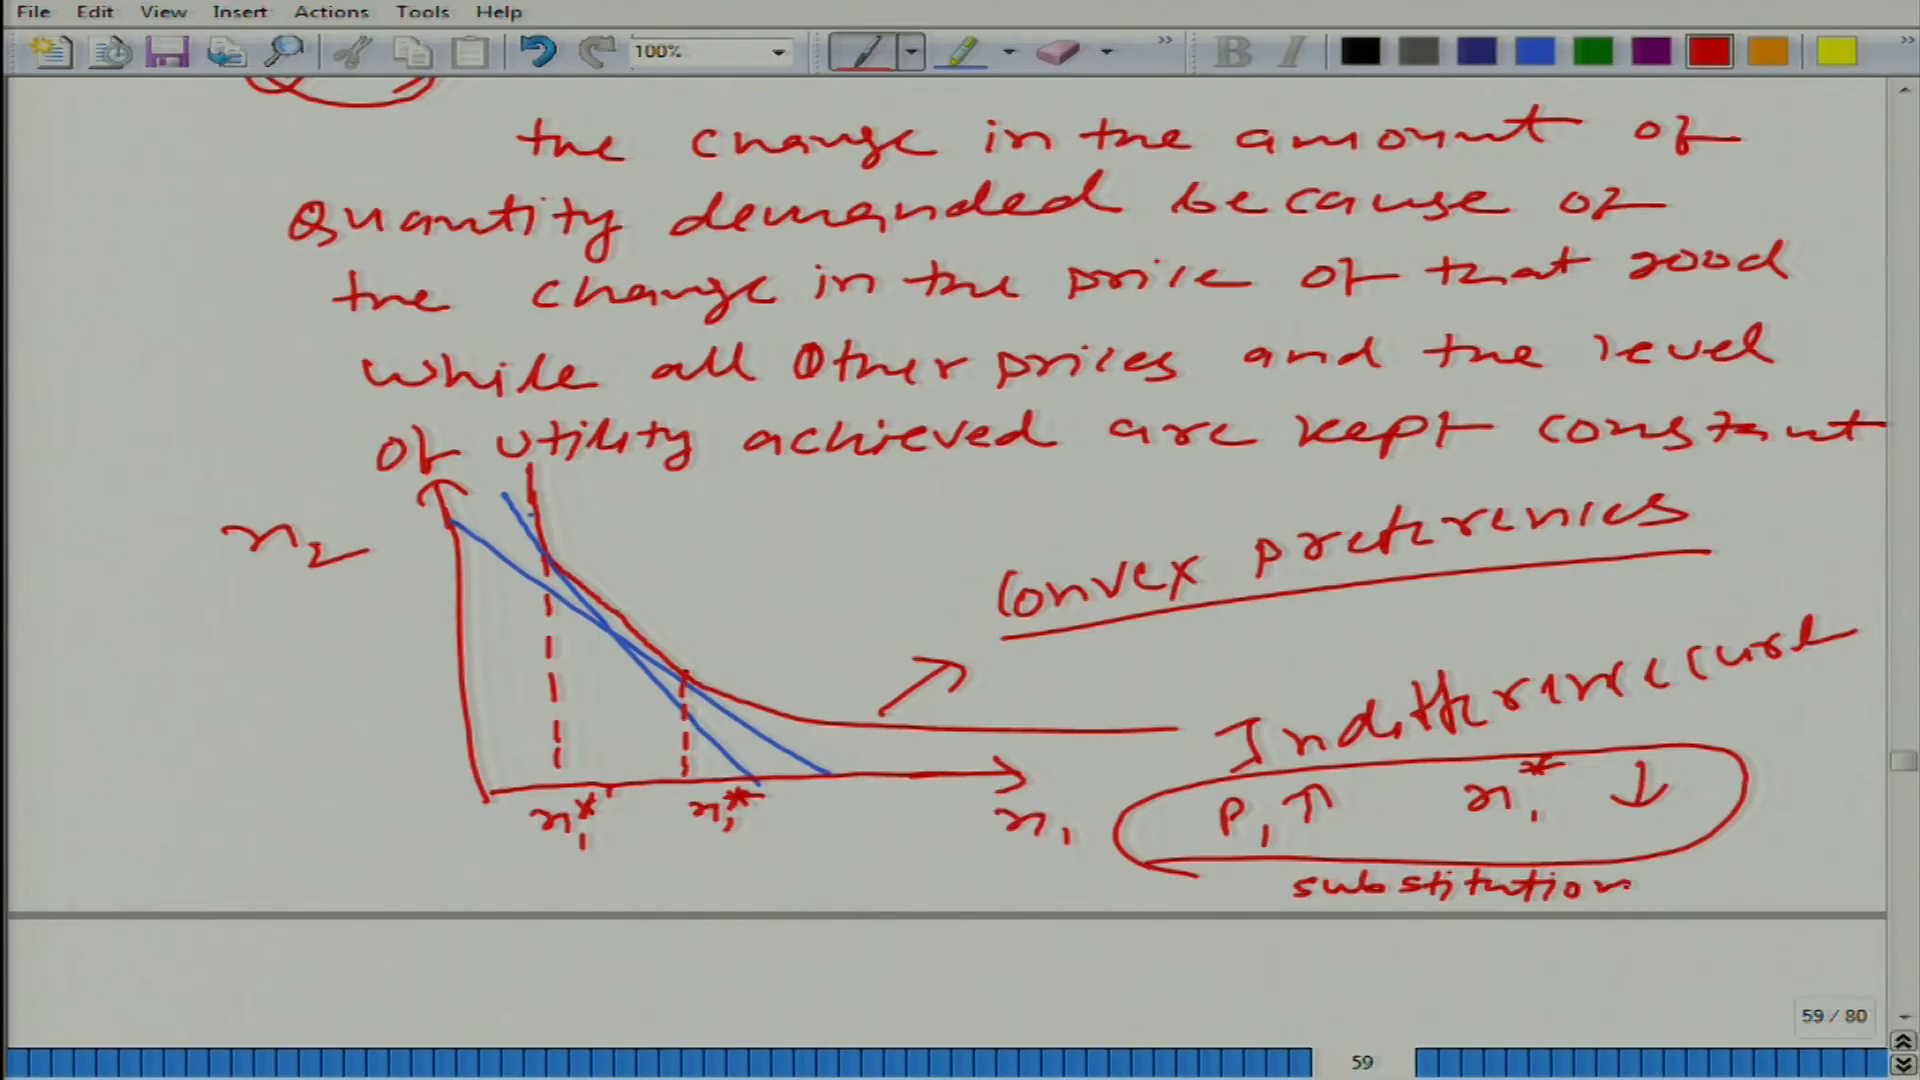 File Edit View Insert Actions Tools Help
100%
B I
the change in the amount of
Quantity demanded because of
the change in the price of that good
while all other prices and the level
of utility achieved are kept constant
x2
Convex preferences
Indifference curve
x1* x1* x1
P1 ↑ x1* ↓
substitution
59 / 80
59